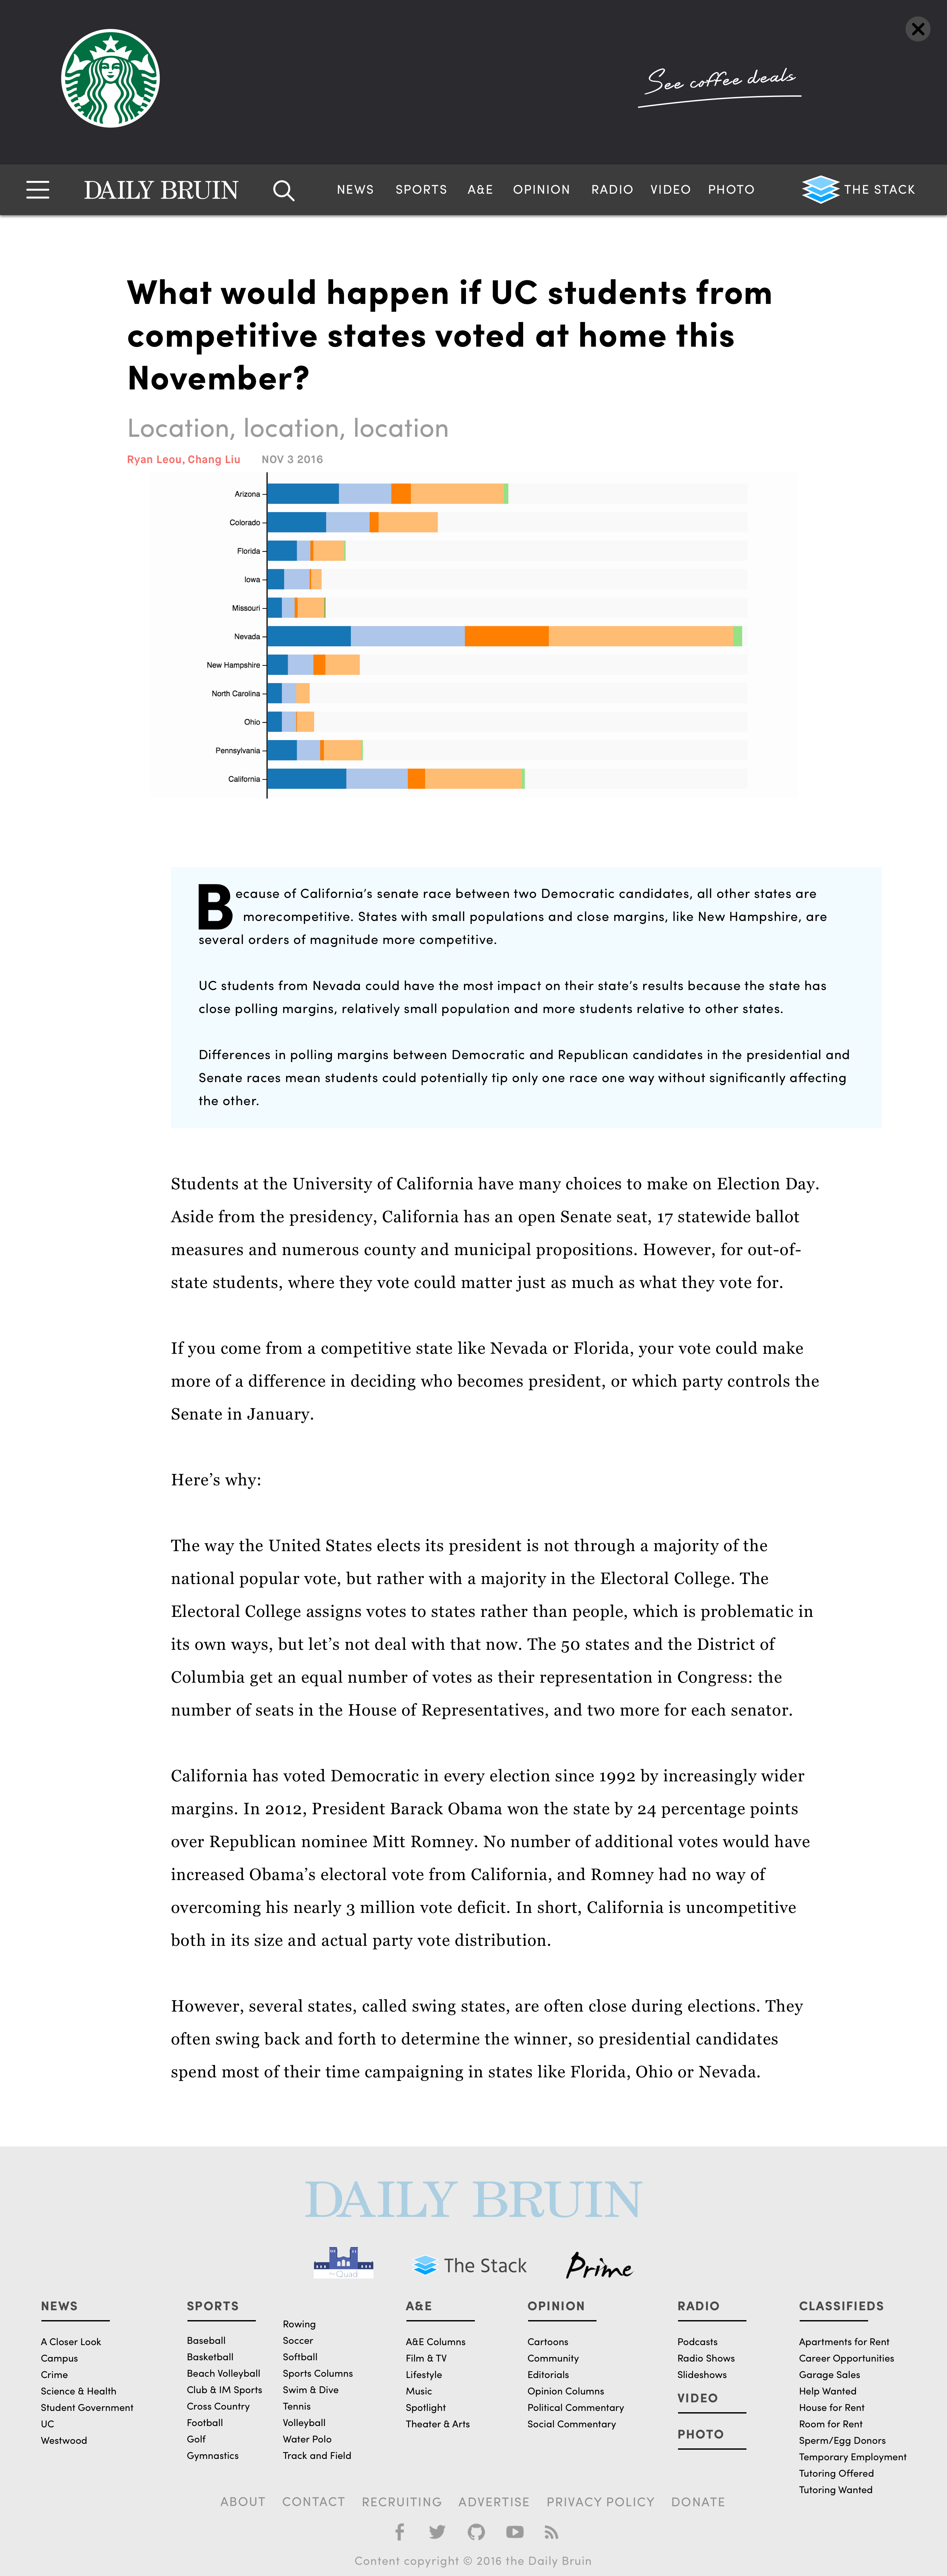 See coffee deals
DAILY BRUIN
NEWS SPORTS A&E OPINION RADIO VIDEO PHOTO
THE STACK
What would happen if UC students from
competitive states voted at home this
November?
Location, location, location
Ryan Leou, Chang Liu NOV 3 2016
Arizona
Colorado
Florida
Iowa
Missouri
Nevada
New Hampshire
North Carolina
Ohio
Pennsylvania
California
Because of California's senate race between two Democratic candidates, all other states are
morecompetitive. States with small populations and close margins, like New Hampshire, are
several orders of magnitude more competitive.
UC students from Nevada could have the most impact on their state's results because the state has
close polling margins, relatively small population and more students relative to other states.
Differences in polling margins between Democratic and Republican candidates in the presidential and
Senate races mean students could potentially tip only one race one way without significantly affecting
the other.
Students at the University of California have many choices to make on Election Day.
Aside from the presidency, California has an open Senate seat, 17 statewide ballot
measures and numerous county and municipal propositions. However, for out-of-
state students, where they vote could matter just as much as what they vote for.
If you come from a competitive state like Nevada or Florida, your vote could make
more of a difference in deciding who becomes president, or which party controls the
Senate in January.
Here's why:
The way the United States elects its president is not through a majority of the
national popular vote, but rather with a majority in the Electoral College. The
Electoral College assigns votes to states rather than people, which is problematic in
its own ways, but let's not deal with that now. The 50 states and the District of
Columbia get an equal number of votes as their representation in Congress: the
number of seats in the House of Representatives, and two more for each senator.
California has voted Democratic in every election since 1992 by increasingly wider
margins. In 2012, President Barack Obama won the state by 24 percentage points
over Republican nominee Mitt Romney. No number of additional votes would have
increased Obama's electoral vote from California, and Romney had no way of
overcoming his nearly 3 million vote deficit. In short, California is uncompetitive
both in its size and actual party vote distribution.
However, several states, called swing states, are often close during elections. They
often swing back and forth to determine the winner, so presidential candidates
spend most of their time campaigning in states like Florida, Ohio or Nevada.
DAILY BRUIN
the Quad
The Stack
Prime
NEWS
A Closer Look
Campus
Crime
Science & Health
Student Government
UC
Westwood
SPORTS
Baseball
Basketball
Beach Volleyball
Club & IM Sports
Cross Country
Football
Golf
Gymnastics
Rowing
Soccer
Softball
Sports Columns
Swim & Dive
Tennis
Volleyball
Water Polo
Track and Field
A&E
A&E Columns
Film & TV
Lifestyle
Music
Spotlight
Theater & Arts
OPINION
Cartoons
Community
Editorials
Opinion Columns
Political Commentary
Social Commentary
RADIO
Podcasts
Radio Shows
Slideshows
VIDEO
PHOTO
CLASSIFIEDS
Apartments for Rent
Career Opportunities
Garage Sales
Help Wanted
House for Rent
Room for Rent
Sperm/Egg Donors
Temporary Employment
Tutoring Offered
Tutoring Wanted
ABOUT CONTACT RECRUITING ADVERTISE PRIVACY POLICY DONATE
Content copyright © 2016 the Daily Bruin